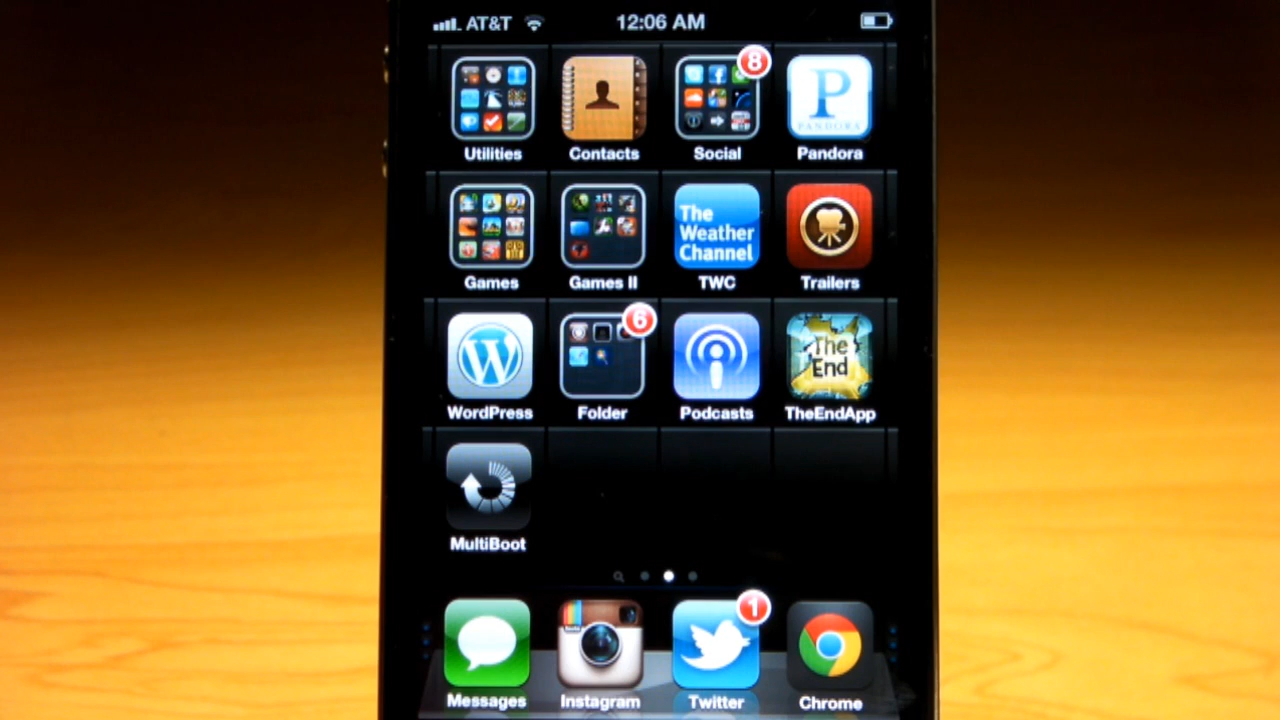 AT&T 12:06 AM
8
P
PANDORA
Utilities Contacts Social Pandora
The
Weather
Channel
Games Games II TWC Trailers
6
W
The
End
WordPress Folder Podcasts TheEndApp
MultiBoot
1
Messages Instagram Twitter Chrome